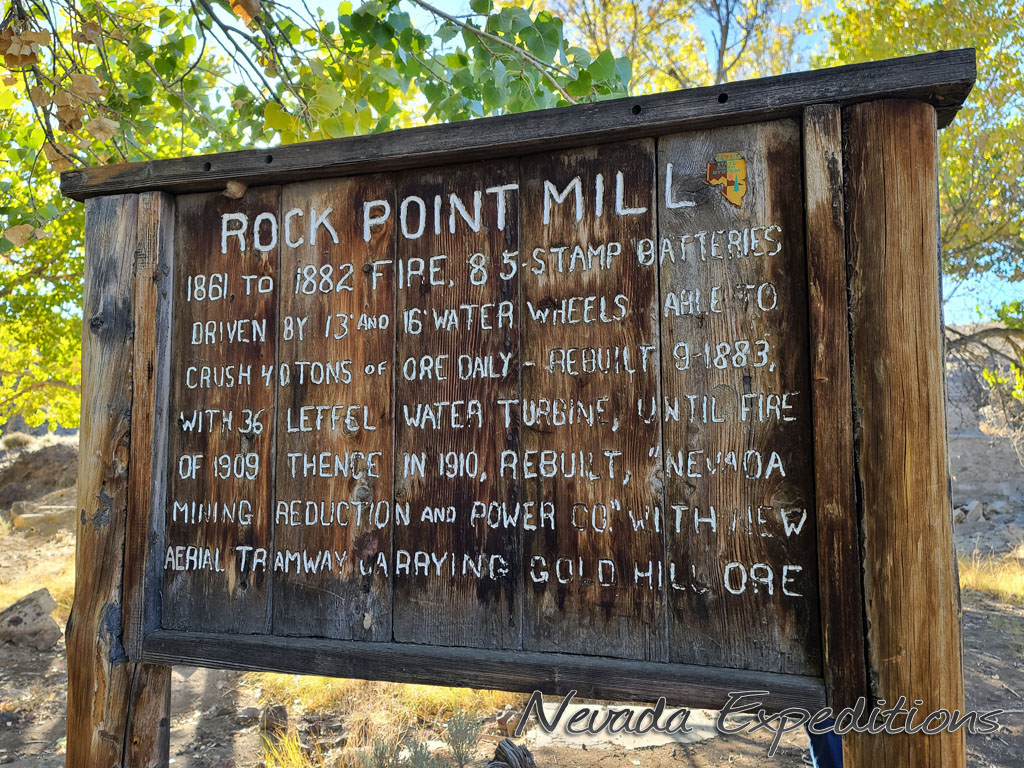 ROCK POINT MILL
1861 TO 1882 FIRE, 8 5-STAMP BATTERIES
DRIVEN BY 13' AND 16' WATER WHEELS ABLE TO
CRUSH 40 TONS OF ORE DAILY - REBUILT 9-1883,
WITH 36 LEFFEL WATER TURBINE, UNTIL FIRE
OF 1909 THENCE IN 1910, REBUILT, "NEVADA
MINING REDUCTION AND POWER CO." WITH NEW
AERIAL TRAMWAY CARRYING GOLD HILL ORE
Nevada Expeditions